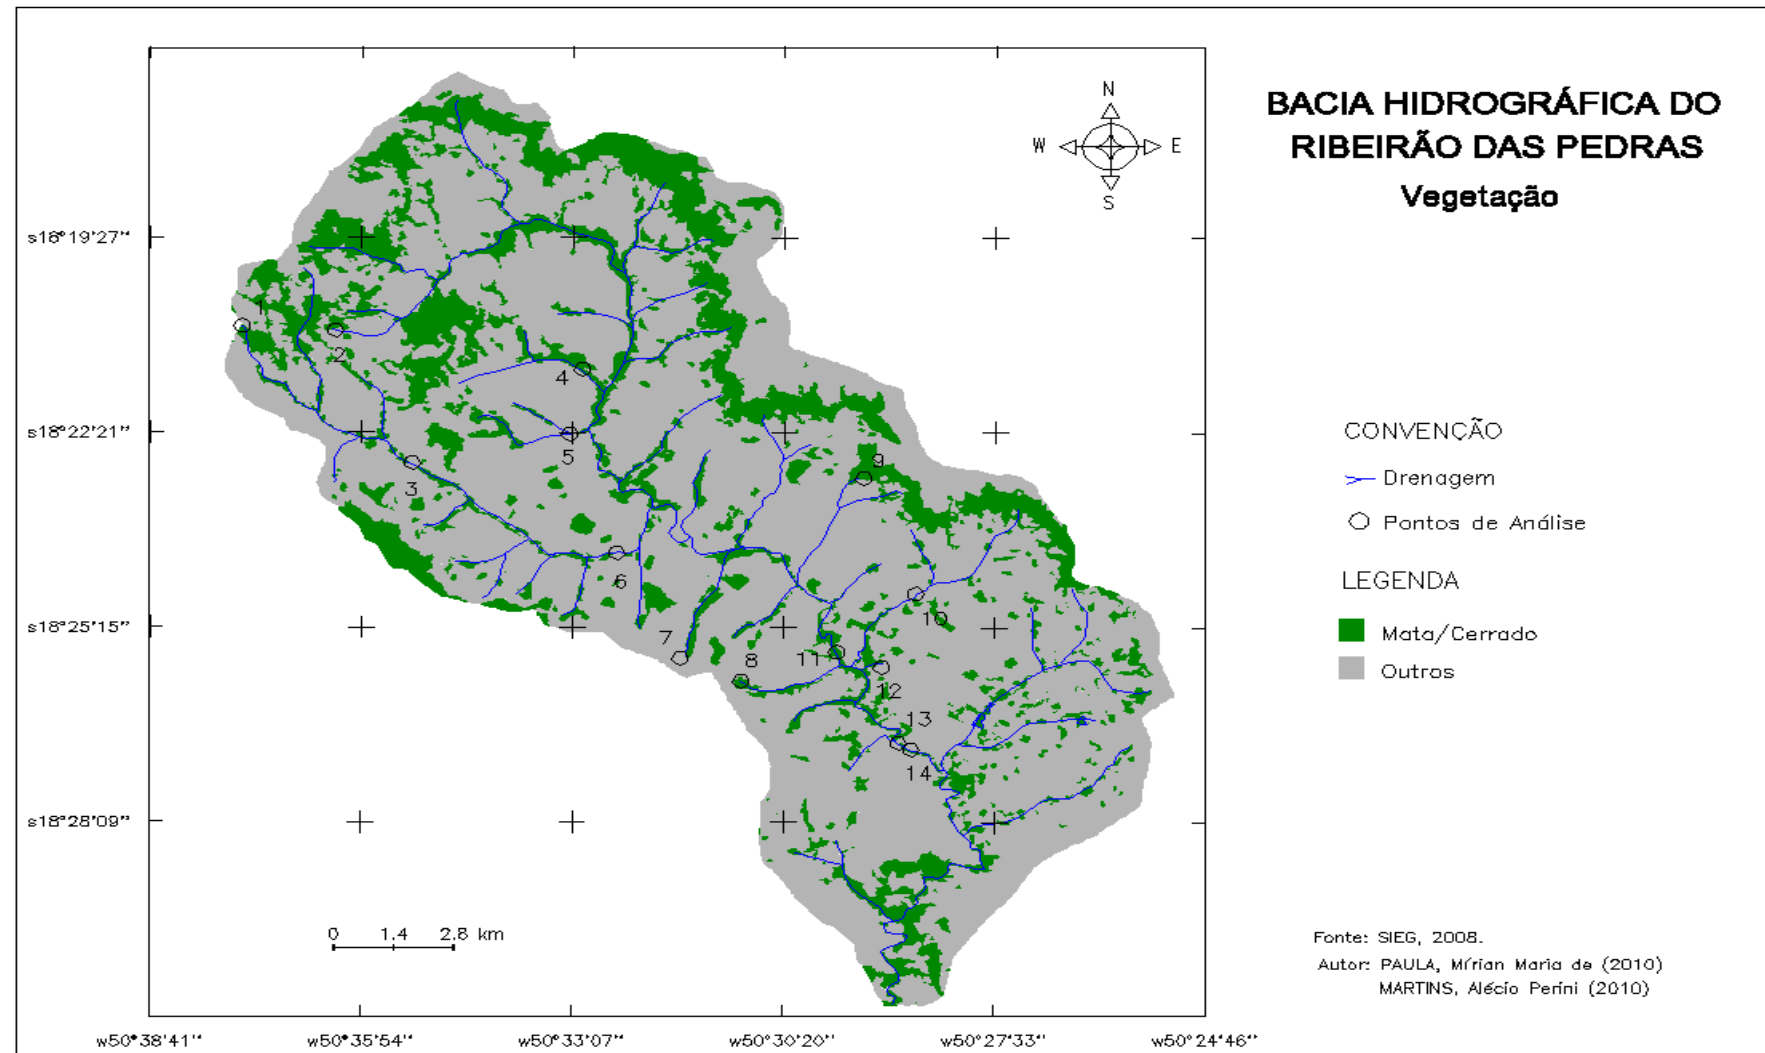 BACIA HIDROGRÁFICA DO
RIBEIRÃO DAS PEDRAS
Vegetação
N
W
E
S
s18°19'27''
s18°22'21''
s18°25'15''
s18°28'09''
1
2
3
4
5
6
7
8
9
10
11
12
13
14
0 1.4 2.8 km
w50°38'41''
w50°35'54''
w50°33'07''
w50°30'20''
w50°27'33''
w50°24'46''
CONVENÇÃO
Drenagem
Pontos de Análise
LEGENDA
Mata/Cerrado
Outros
Fonte: SIEG, 2008.
Autor: PAULA, Mírian Maria de (2010)
MARTINS, Alécio Perini (2010)